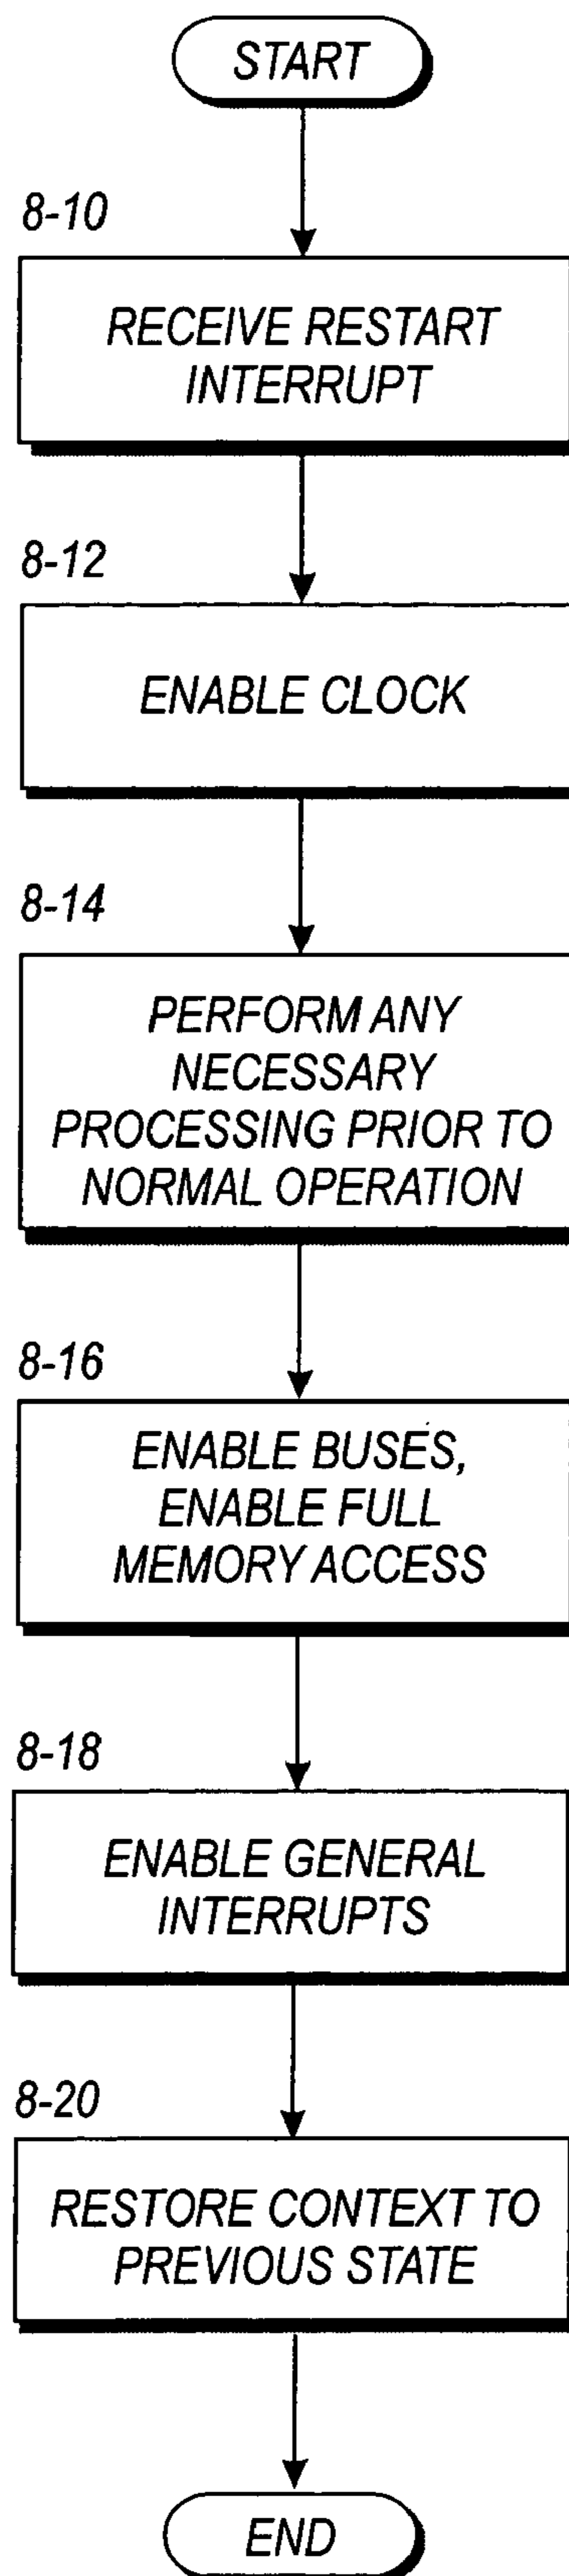 START
8-10
RECEIVE RESTART
INTERRUPT
8-12
ENABLE CLOCK
8-14
PERFORM ANY
NECESSARY
PROCESSING PRIOR TO
NORMAL OPERATION
8-16
ENABLE BUSES,
ENABLE FULL
MEMORY ACCESS
8-18
ENABLE GENERAL
INTERRUPTS
8-20
RESTORE CONTEXT TO
PREVIOUS STATE
END